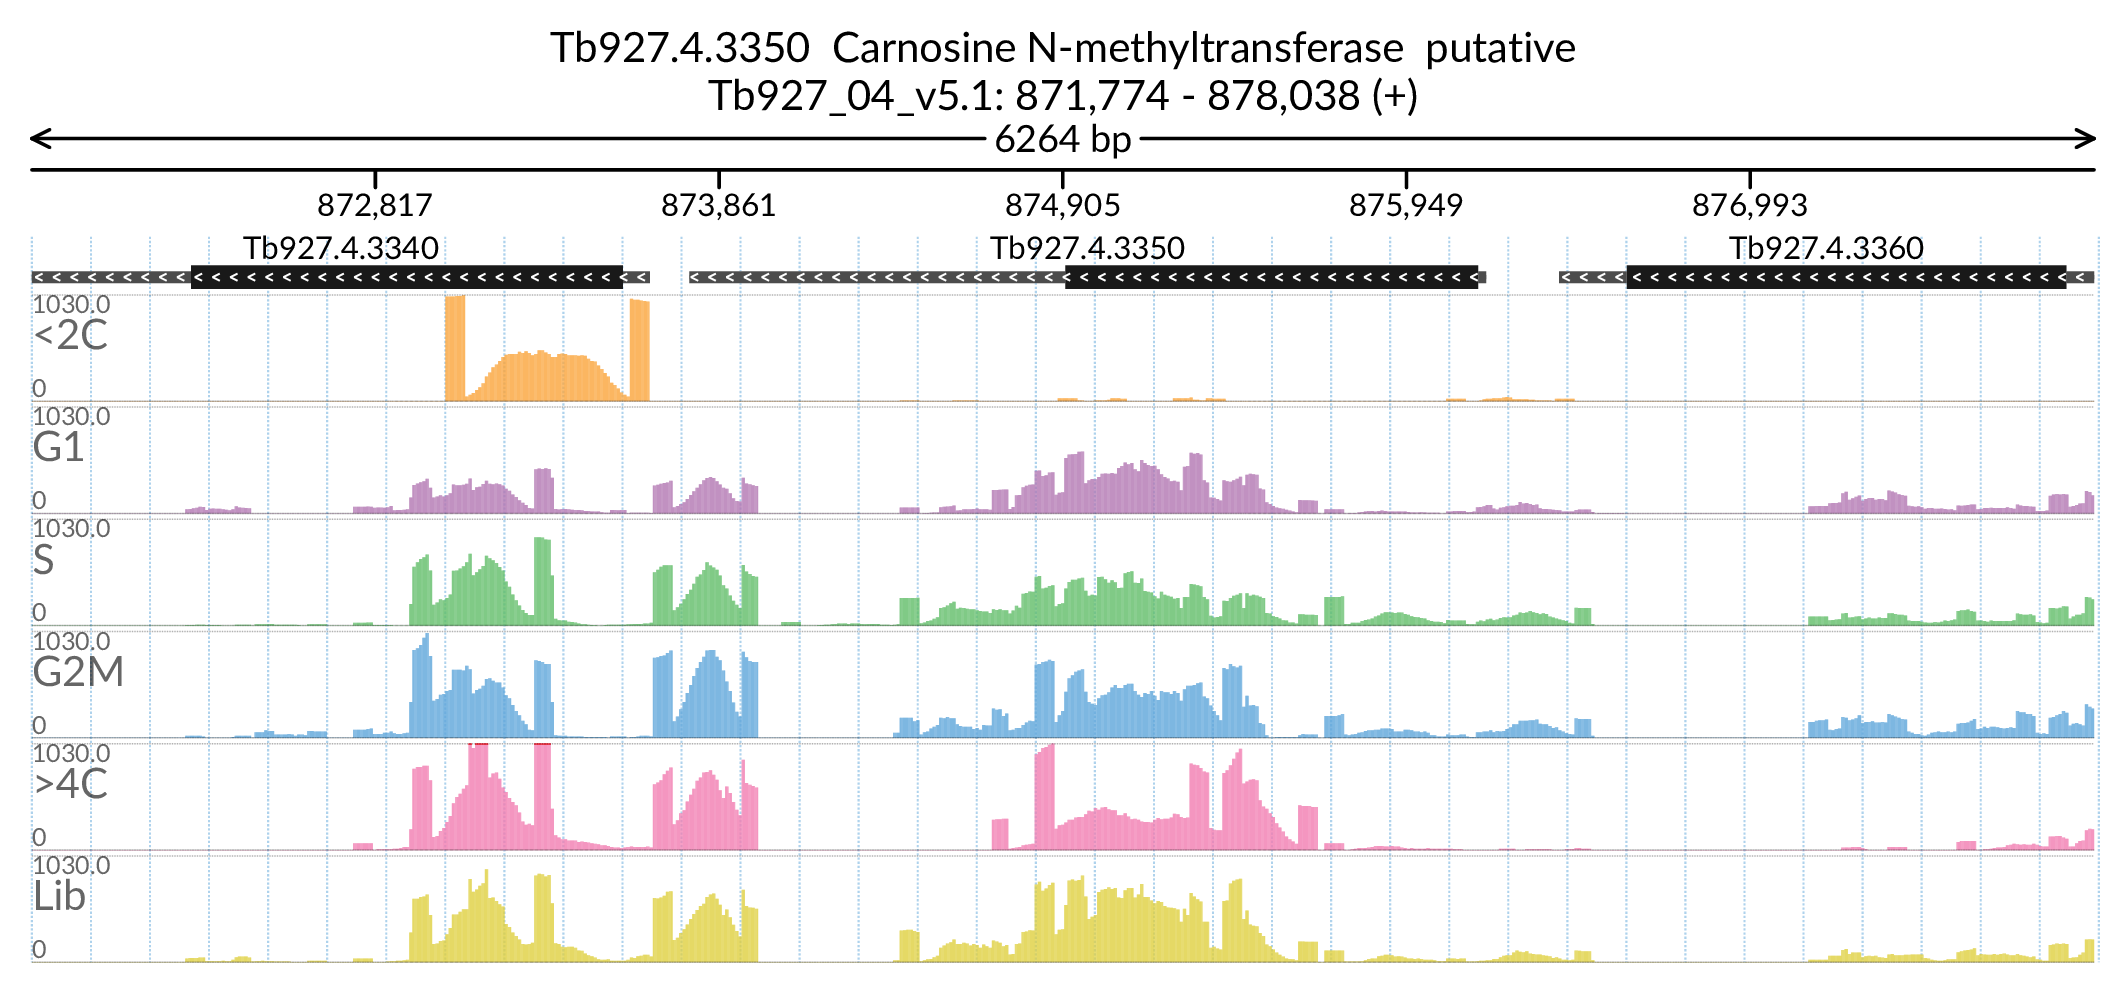 Tb927.4.3350 Carnosine N-methyltransferase putative
Tb927_04_v5.1: 871,774 - 878,038 (+)
6264 bp
872,817 873,861 874,905 875,949 876,993
Tb927.4.3340 Tb927.4.3350 Tb927.4.3360
1030.0
<2C
0
1030.0
G1
0
1030.0
S
0
1030.0
G2M
0
1030.0
>4C
0
1030.0
Lib
0